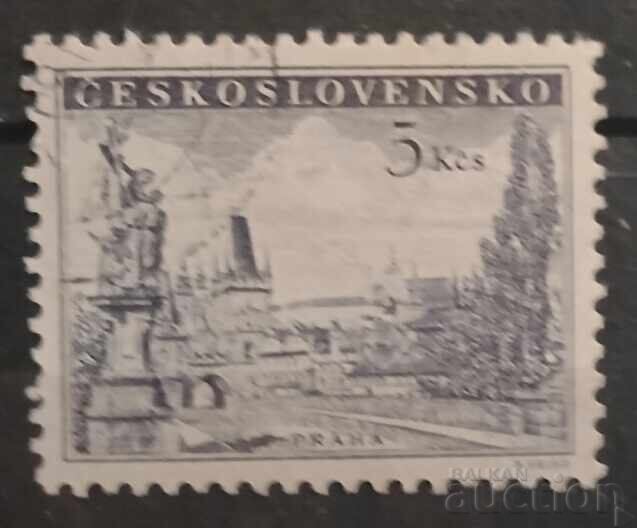 ČESKOSLOVENSKO
5 Kčs
PRAHA
BALKAN
auction